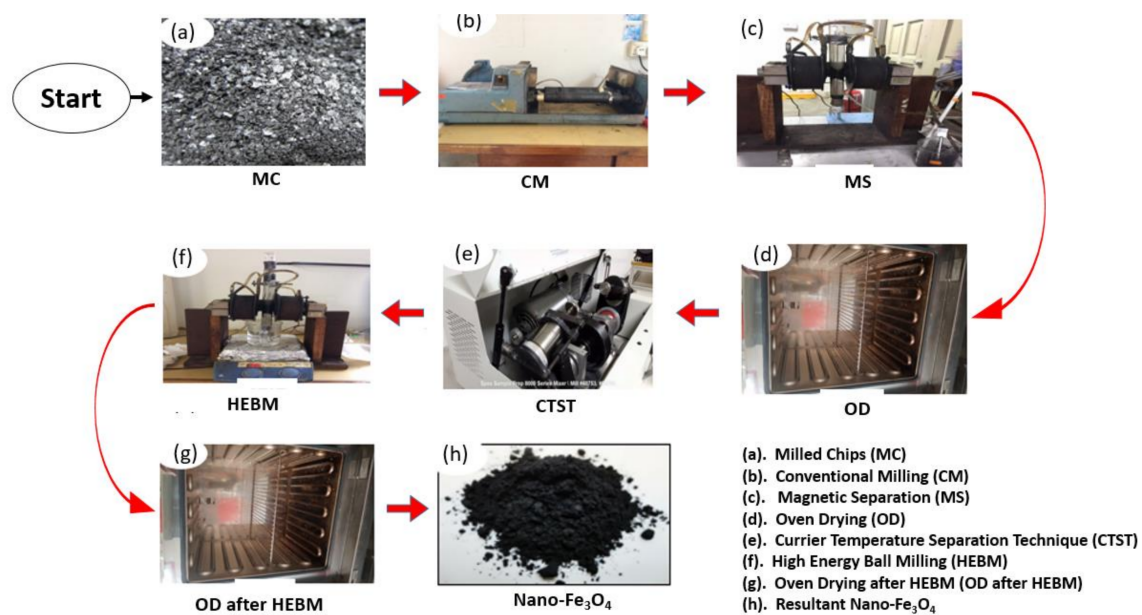 Start
(a)
MC
(b)
CM
(c)
MS
(d)
OD
(e)
CTST
(f)
HEBM
(g)
OD after HEBM
(h)
Nano-Fe₃O₄
(a). Milled Chips (MC)
(b). Conventional Milling (CM)
(c). Magnetic Separation (MS)
(d). Oven Drying (OD)
(e). Currier Temperature Separation Technique (CTST)
(f). High Energy Ball Milling (HEBM)
(g). Oven Drying after HEBM (OD after HEBM)
(h). Resultant Nano-Fe₃O₄